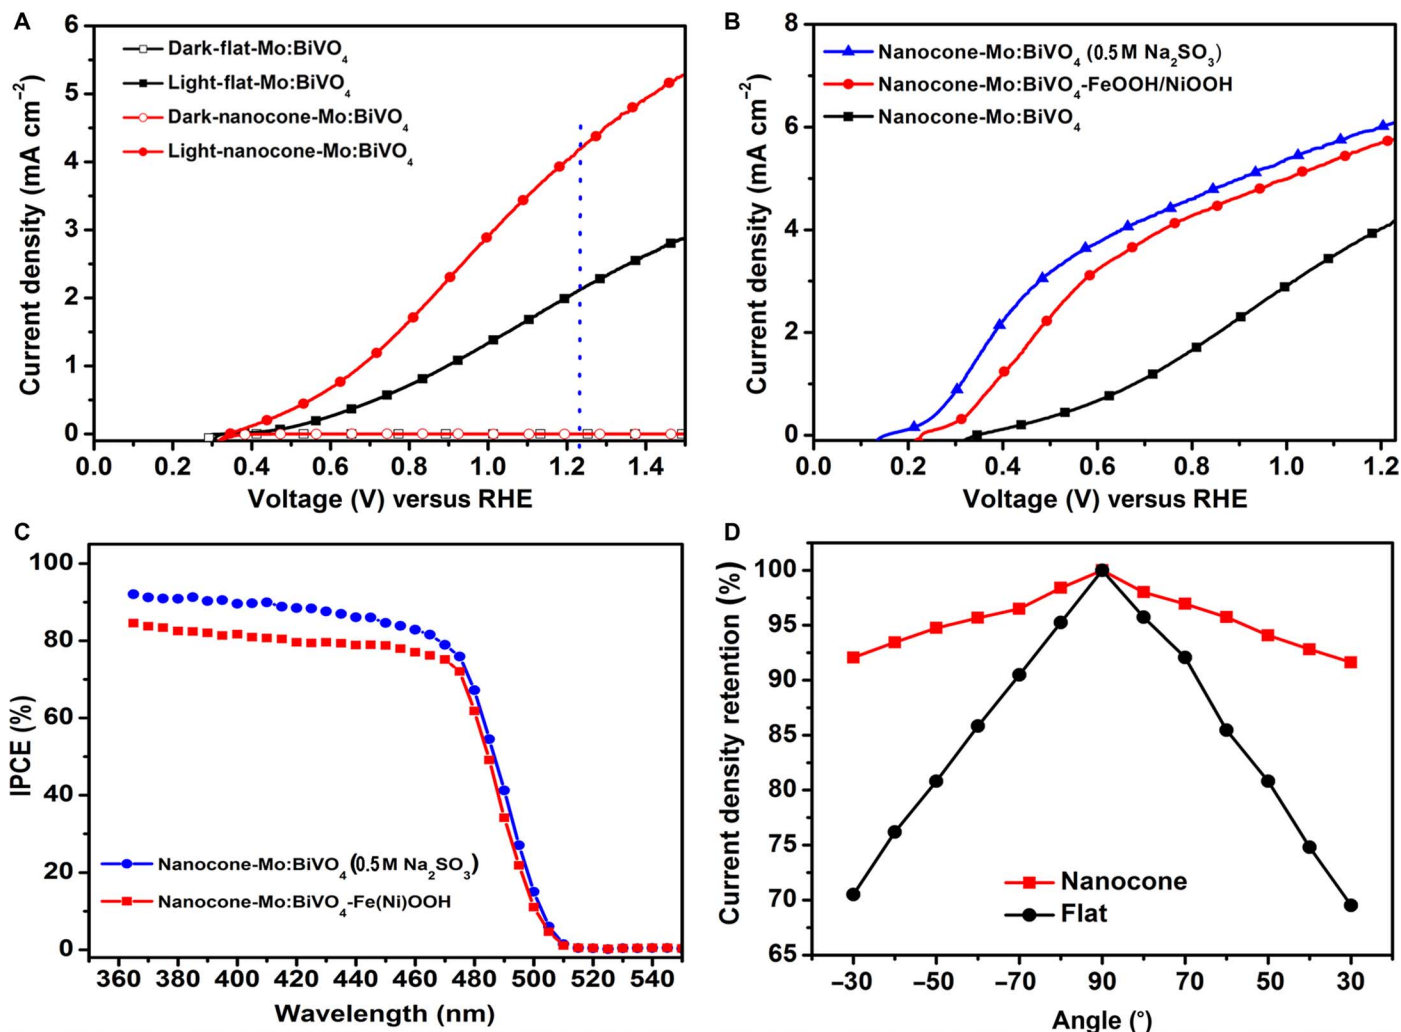 A
6
5
4
3
2
1
0
Current density (mA cm⁻²)
Dark-flat-Mo:BiVO₄
Light-flat-Mo:BiVO₄
Dark-nanocone-Mo:BiVO₄
Light-nanocone-Mo:BiVO₄
0.0 0.2 0.4 0.6 0.8 1.0 1.2 1.4
Voltage (V) versus RHE
B
8
6
4
2
0
Current density (mA cm⁻²)
Nanocone-Mo:BiVO₄ (0.5M Na₂SO₃)
Nanocone-Mo:BiVO₄-FeOOH/NiOOH
Nanocone-Mo:BiVO₄
0.0 0.2 0.4 0.6 0.8 1.0 1.2
Voltage (V) versus RHE
C
100
80
60
40
20
0
IPCE (%)
Nanocone-Mo:BiVO₄ (0.5M Na₂SO₃)
Nanocone-Mo:BiVO₄-Fe(Ni)OOH
360 380 400 420 440 460 480 500 520 540
Wavelength (nm)
D
100
95
90
85
80
75
70
65
Current density retention (%)
Nanocone
Flat
−30 −50 −70 90 70 50 30
Angle (°)